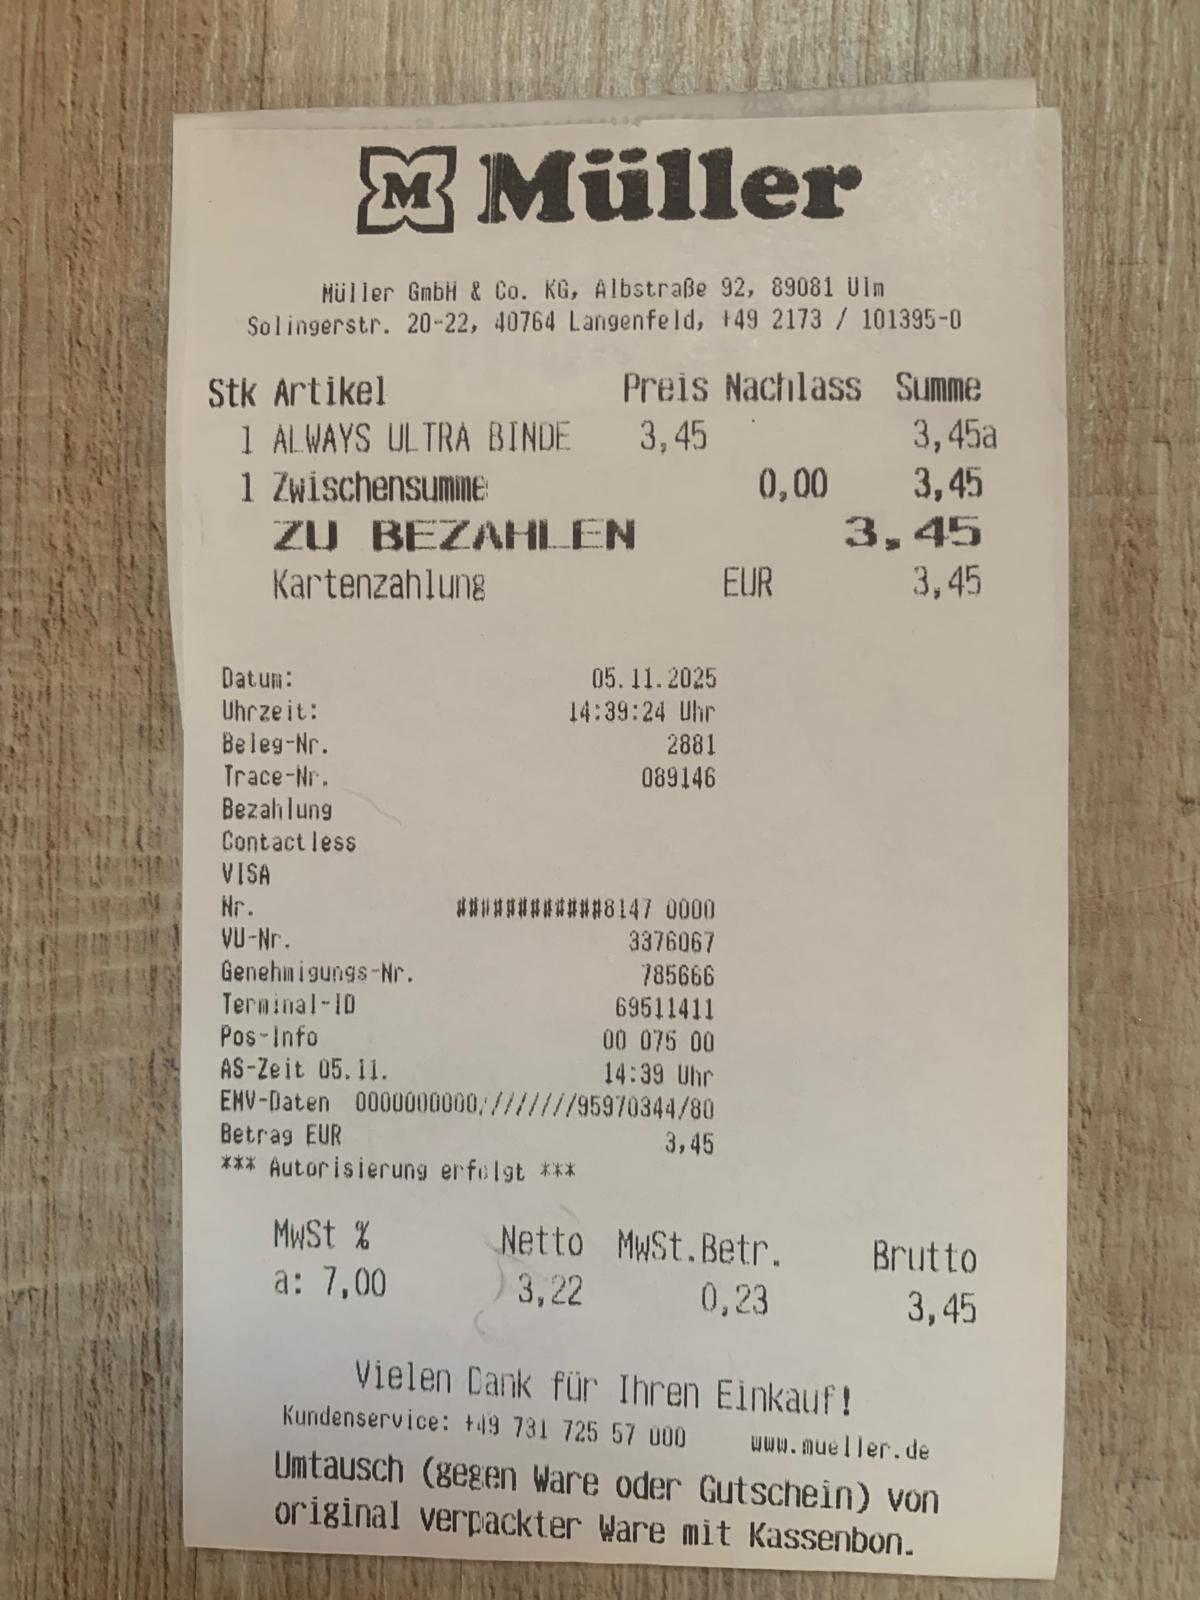 M Müller
Müller GmbH & Co. KG, Albstraße 92, 89081 Ulm
Solingerstr. 20-22, 40764 Langenfeld, +49 2173 / 101395-0
Stk Artikel Preis Nachlass Summe
1 ALWAYS ULTRA BINDE 3,45 3,45a
1 Zwischensumme 0,00 3,45
ZU BEZAHLEN 3,45
Kartenzahlung EUR 3,45
Datum: 05.11.2025
Uhrzeit: 14:39:24 Uhr
Beleg-Nr. 2881
Trace-Nr. 089146
Bezahlung
Contactless
VISA
Nr. ############8147 0000
VU-Nr. 3376067
Genehmigungs-Nr. 785666
Terminal-ID 69511411
Pos-Info 00 075 00
AS-Zeit 05.11. 14:39 Uhr
EMV-Daten 0000000000/////////95970344/80
Betrag EUR 3,45
*** Autorisierung erfolgt ***
MwSt % Netto MwSt.Betr. Brutto
a: 7,00 3,22 0,23 3,45
Vielen Dank für Ihren Einkauf!
Kundenservice: +49 731 725 57 000 www.mueller.de
Umtausch (gegen Ware oder Gutschein) von
original verpackter Ware mit Kassenbon.